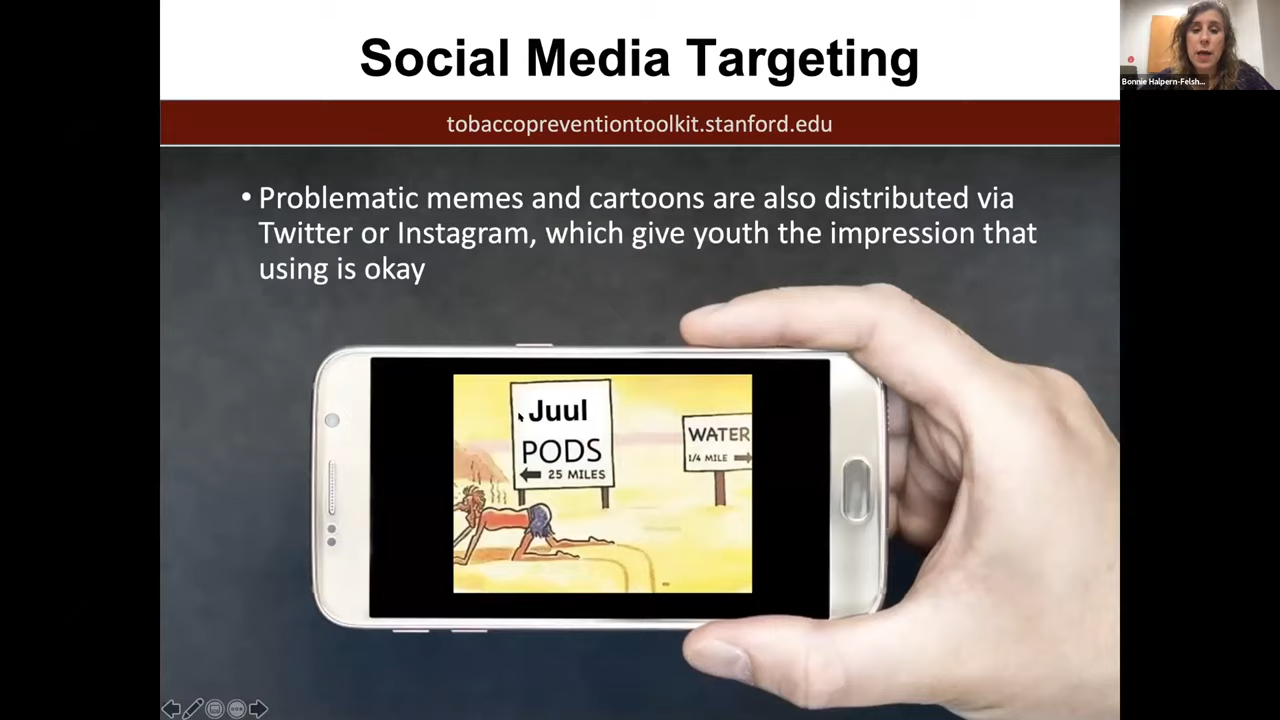 Social Media Targeting
tobaccopreventiontoolkit.stanford.edu
• Problematic memes and cartoons are also distributed via
Twitter or Instagram, which give youth the impression that
using is okay
Juul
PODS
25 MILES
WATER
1/4 MILE
Bonnie Halpern-Felsh...